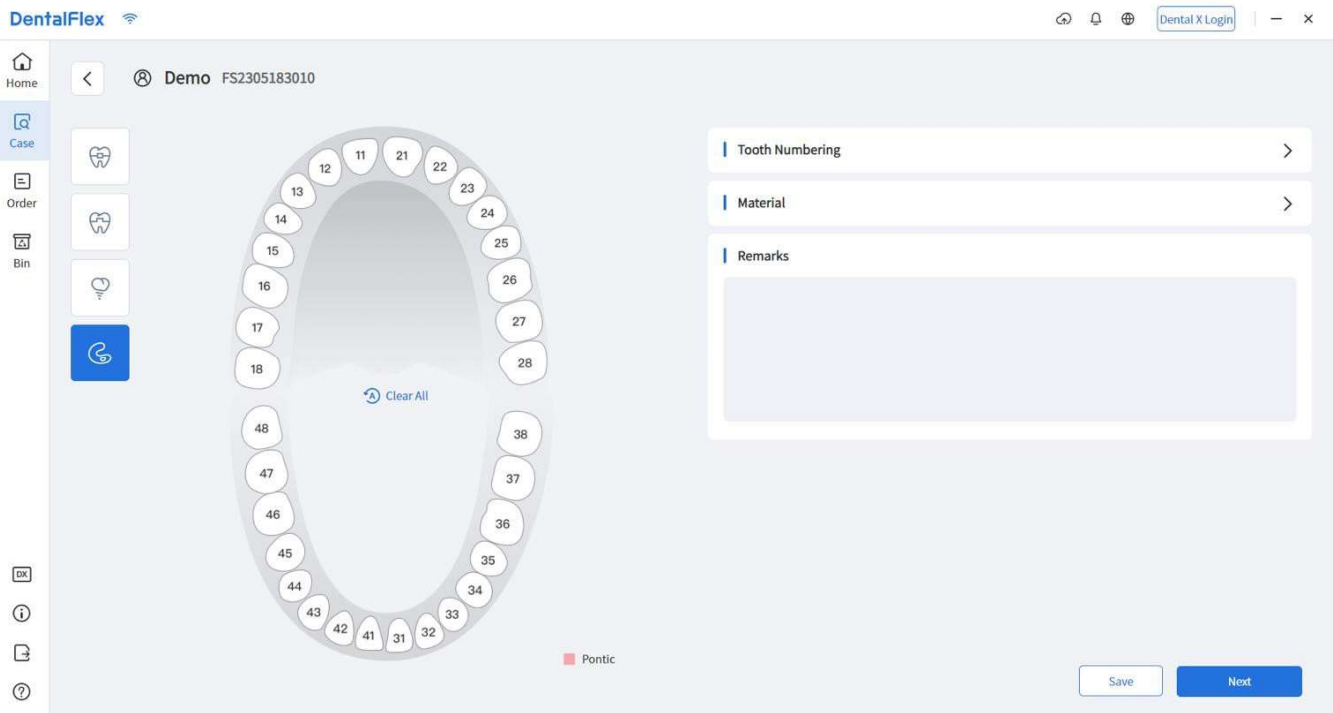 DentalFlex
Dental X Login
Home
Case
Order
Bin
DX
Demo FS2305183010
11 21
12 22
13 23
14 24
15 25
16 26
17 27
18 28
A Clear All
48 38
47 37
46 36
45 35
44 34
43 33
42 41 31 32
Pontic
Tooth Numbering
Material
Remarks
Save Next